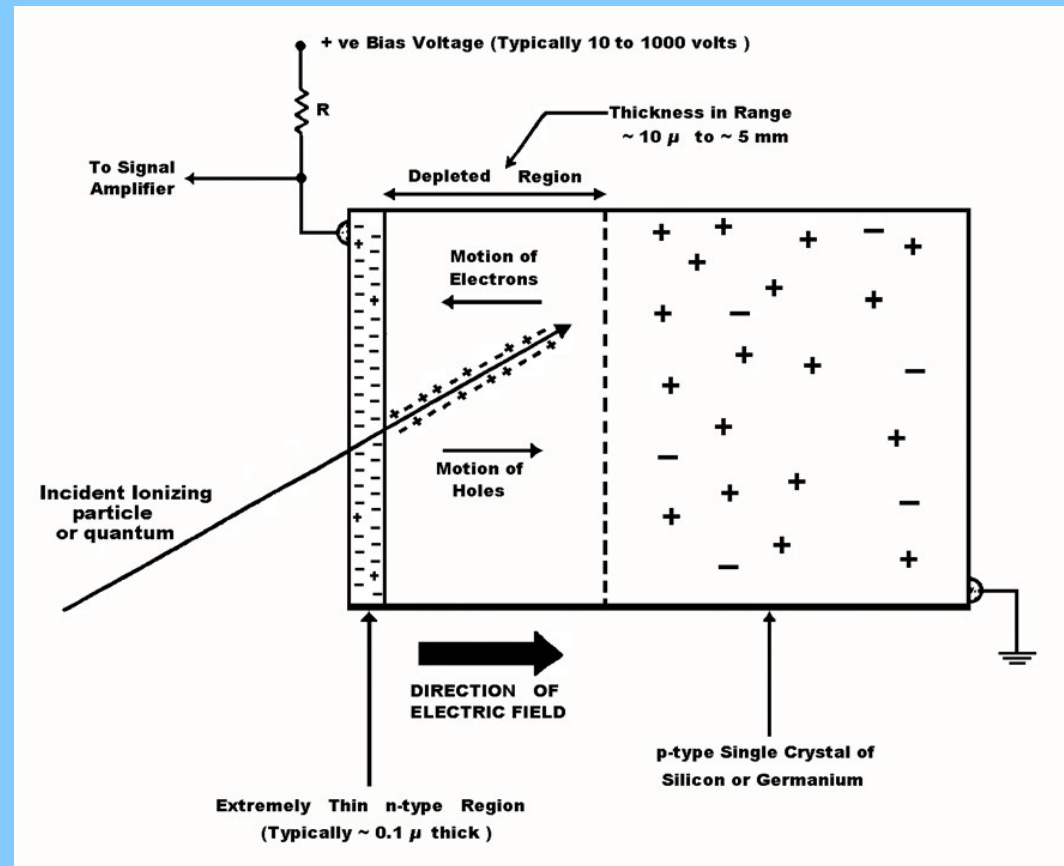 + ve Bias Voltage (Typically 10 to 1000 volts )
R
Thickness in Range
~ 10 µ to ~ 5 mm
To Signal
Amplifier
Depleted Region
Motion of
Electrons
Motion of
Holes
Incident Ionizing
particle
or quantum
DIRECTION OF
ELECTRIC FIELD
p-type Single Crystal of
Silicon or Germanium
Extremely Thin n-type Region
(Typically ~ 0.1 µ thick )